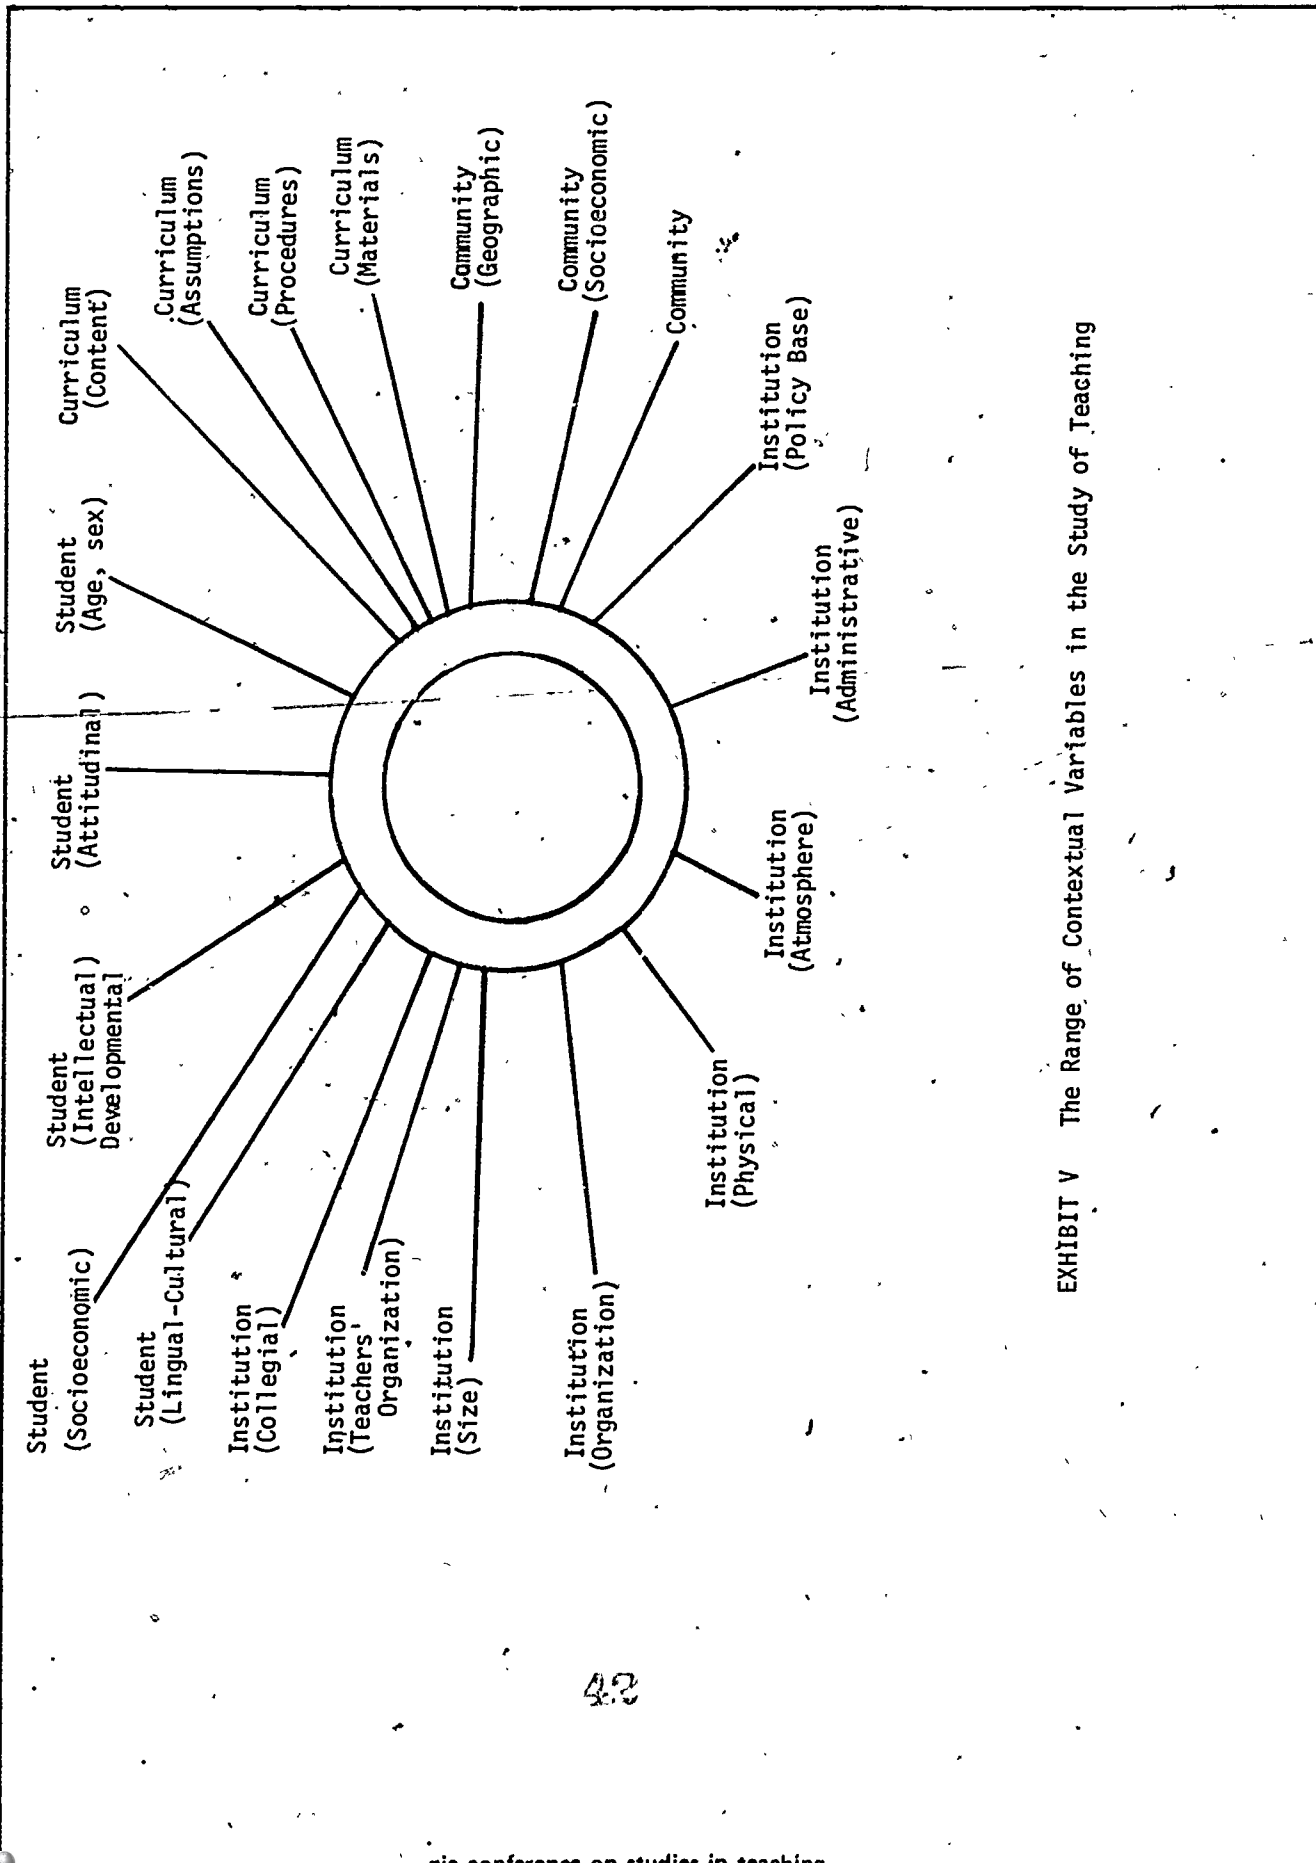 Student
(Socioeconomic)
Student
(Lingual-Cultural)
Student
(Intellectual)
Developmental
Student
(Attitudinal)
Student
(Age, sex)
Curriculum
(Content)
Curriculum
(Assumptions)
Curriculum
(Procedures)
Curriculum
(Materials)
Community
(Geographic)
Community
(Socioeconomic)
Community
Institution
(Policy Base)
Institution
(Administrative)
Institution
(Atmosphere)
Institution
(Physical)
Institution
(Organization)
Institution
(Size)
Institution
(Teachers'
Organization)
Institution
(Collegial)
EXHIBIT V The Range of Contextual Variables in the Study of Teaching
42
conference on studies in teaching